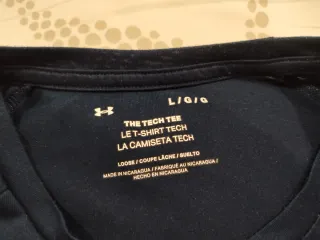 L/G/G
THE TECH TEE
LE T-SHIRT TECH
LA CAMISETA TECH
LOOSE / COUPE LÂCHE / SUELTO
MADE IN NICARAGUA / FABRIQUÉ AU NICARAGUA /
HECHO EN NICARAGUA